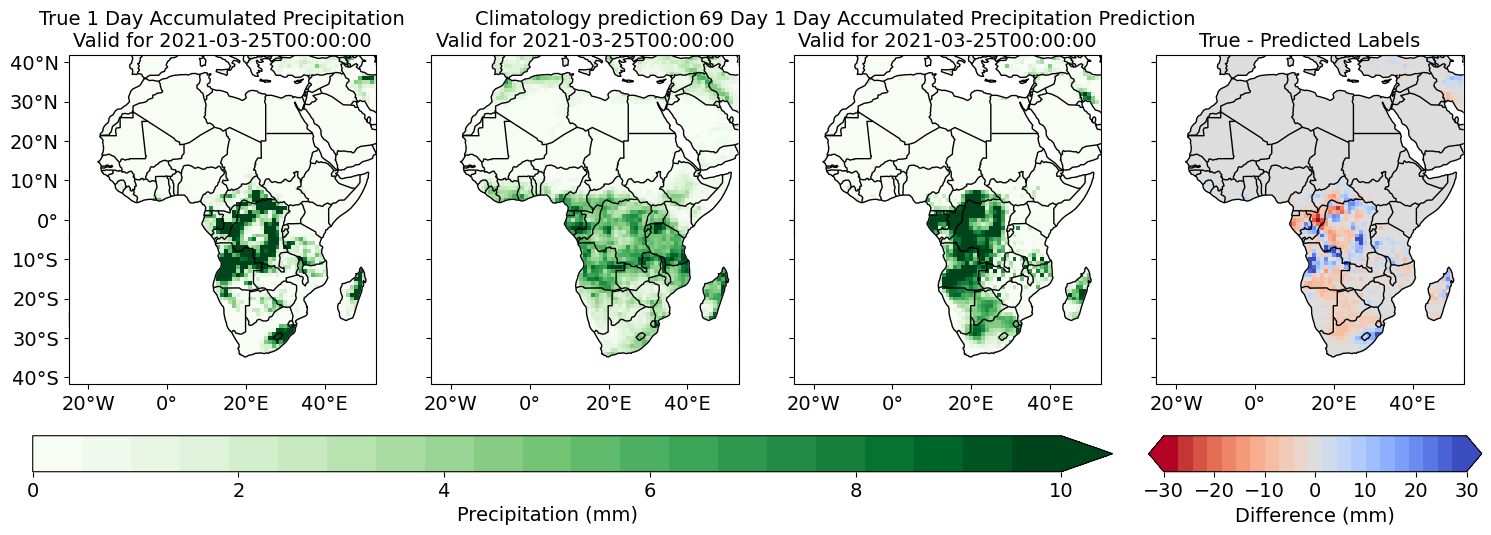 True 1 Day Accumulated Precipitation
Valid for 2021-03-25T00:00:00
Climatology prediction
Valid for 2021-03-25T00:00:00
69 Day 1 Day Accumulated Precipitation Prediction
Valid for 2021-03-25T00:00:00
True - Predicted Labels
40°N
30°N
20°N
10°N
0°
10°S
20°S
30°S
40°S
20°W 0° 20°E 40°E
20°W 0° 20°E 40°E
20°W 0° 20°E 40°E
20°W 0° 20°E 40°E
0 2 4 6 8 10
Precipitation (mm)
−30 −20 −10 0 10 20 30
Difference (mm)